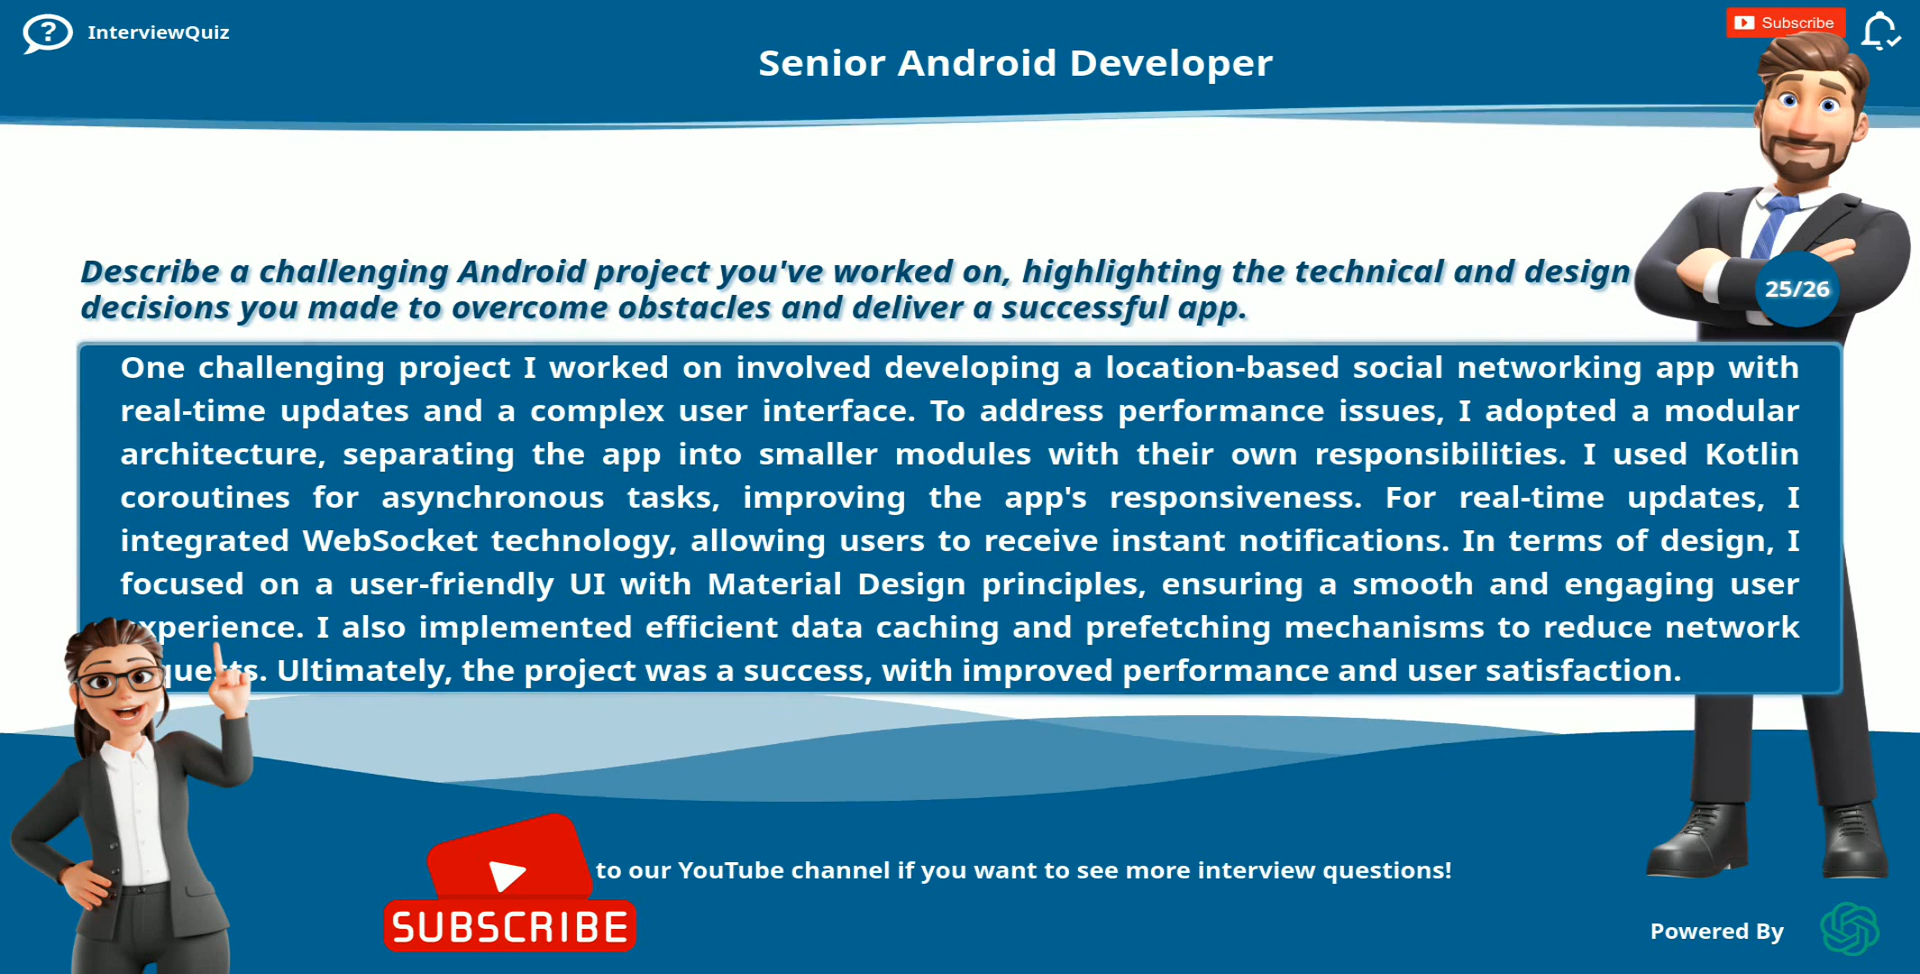 InterviewQuiz
Subscribe
Senior Android Developer
Describe a challenging Android project you've worked on, highlighting the technical and design
decisions you made to overcome obstacles and deliver a successful app.
25/26
One challenging project I worked on involved developing a location-based social networking app with
real-time updates and a complex user interface. To address performance issues, I adopted a modular
architecture, separating the app into smaller modules with their own responsibilities. I used Kotlin
coroutines for asynchronous tasks, improving the app's responsiveness. For real-time updates, I
integrated WebSocket technology, allowing users to receive instant notifications. In terms of design, I
focused on a user-friendly UI with Material Design principles, ensuring a smooth and engaging user
experience. I also implemented efficient data caching and prefetching mechanisms to reduce network
requests. Ultimately, the project was a success, with improved performance and user satisfaction.
to our YouTube channel if you want to see more interview questions!
SUBSCRIBE
Powered By